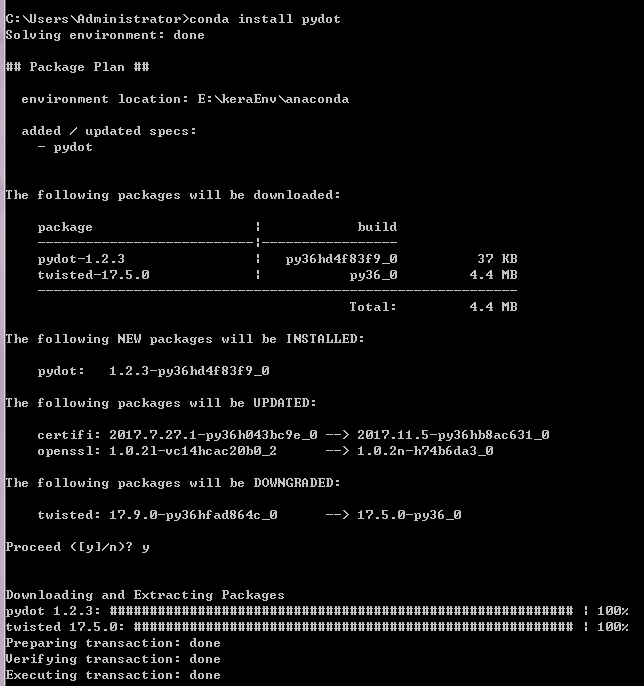 C:\Users\Administrator>conda install pydot
Solving environment: done
## Package Plan ##
environment location: E:\keraEnv\anaconda
added / updated specs:
- pydot
The following packages will be downloaded:
package | build
---------------------------|-----------------
pydot-1.2.3 | py36hd4f83f9_0 37 KB
twisted-17.5.0 | py36_0 4.4 MB
------------------------------------------------------------
Total: 4.4 MB
The following NEW packages will be INSTALLED:
pydot: 1.2.3-py36hd4f83f9_0
The following packages will be UPDATED:
certifi: 2017.7.27.1-py36h043bc9e_0 --> 2017.11.5-py36hb8ac631_0
openssl: 1.0.2l-vc14hcac20b0_2 --> 1.0.2n-h74b6da3_0
The following packages will be DOWNGRADED:
twisted: 17.9.0-py36hfad864c_0 --> 17.5.0-py36_0
Proceed ([y]/n)? y
Downloading and Extracting Packages
pydot 1.2.3: ########################################################## | 100%
twisted 17.5.0: ####################################################### | 100%
Preparing transaction: done
Verifying transaction: done
Executing transaction: done